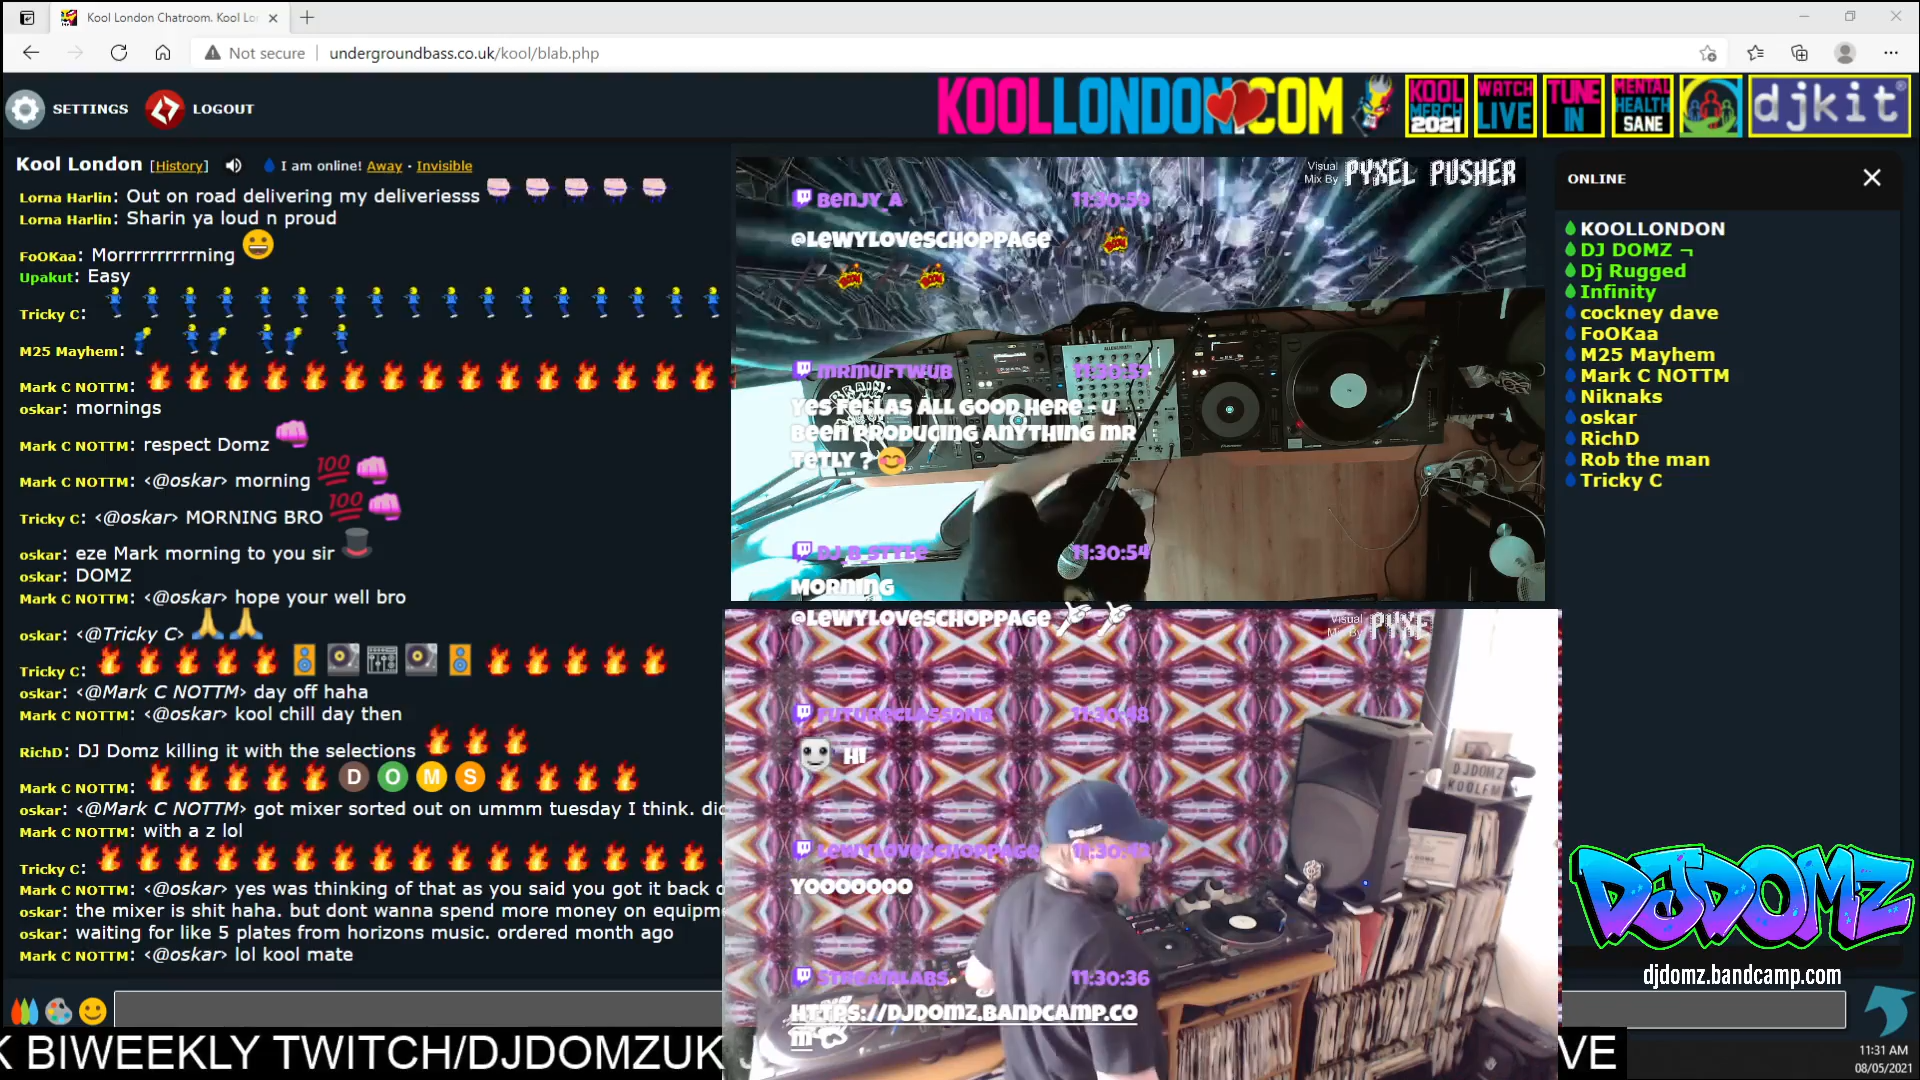 Kool London Chatroom. Kool Lo
Not secure
undergroundbass.co.uk/kool/blab.php
SETTINGS
LOGOUT
KOOLLONDON.COM
KOOL MERCH 2021
WATCH LIVE
TUNE IN
MENTAL HEALTH SANE
djkit
Kool London [History]
I am online! Away · Invisible
Lorna Harlin: Out on road delivering my deliveriesss
Lorna Harlin: Sharin ya loud n proud
FoOKaa: Morrrrrrrrrrning
Upakut: Easy
Tricky C:
M25 Mayhem:
Mark C NOTTM:
oskar: mornings
Mark C NOTTM: respect Domz
Mark C NOTTM: ‹@oskar› morning 100
Tricky C: ‹@oskar› MORNING BRO 100
oskar: eze Mark morning to you sir
oskar: DOMZ
Mark C NOTTM: ‹@oskar› hope your well bro
oskar: ‹@Tricky C›
Tricky C:
oskar: ‹@Mark C NOTTM› day off haha
Mark C NOTTM: ‹@oskar› kool chill day then
RichD: DJ Domz killing it with the selections
Mark C NOTTM: D O M S
oskar: ‹@Mark C NOTTM› got mixer sorted out on ummm tuesday I think. did
Mark C NOTTM: with a z lol
Tricky C:
Mark C NOTTM: ‹@oskar› yes was thinking of that as you said you got it back
oskar: the mixer is shit haha. but dont wanna spend more money on equipm
oskar: waiting for like 5 plates from horizons music. ordered month ago
Mark C NOTTM: ‹@oskar› lol kool mate
Visual Mix By PYXEL PUSHER
Benjy_A 11:30:59
@LewyLovesChoppage
MrMuftwub 11:30:57
Yes fellas all good here - u
been producing anything mr
tetly ?
DJ_B_Style 11:30:54
Morning
@LewyLovesChoppage
Visual Mix By PYXE
FutureClassDnB 11:30:48
HI
LewyLovesChoppage 11:30:42
YOOOOOOO
Streamlabs 11:30:36
https://djdomz.bandcamp.co
m
DJDOMZ
KOOLFM
ONLINE
KOOLLONDON
DJ DOMZ ¬
Dj Rugged
Infinity
cockney dave
FoOKaa
M25 Mayhem
Mark C NOTTM
Niknaks
oskar
RichD
Rob the man
Tricky C
DJDOMZ
djdomz.bandcamp.com
K BIWEEKLY TWITCH/DJDOMZUK
VE
11:31 AM
08/05/2021